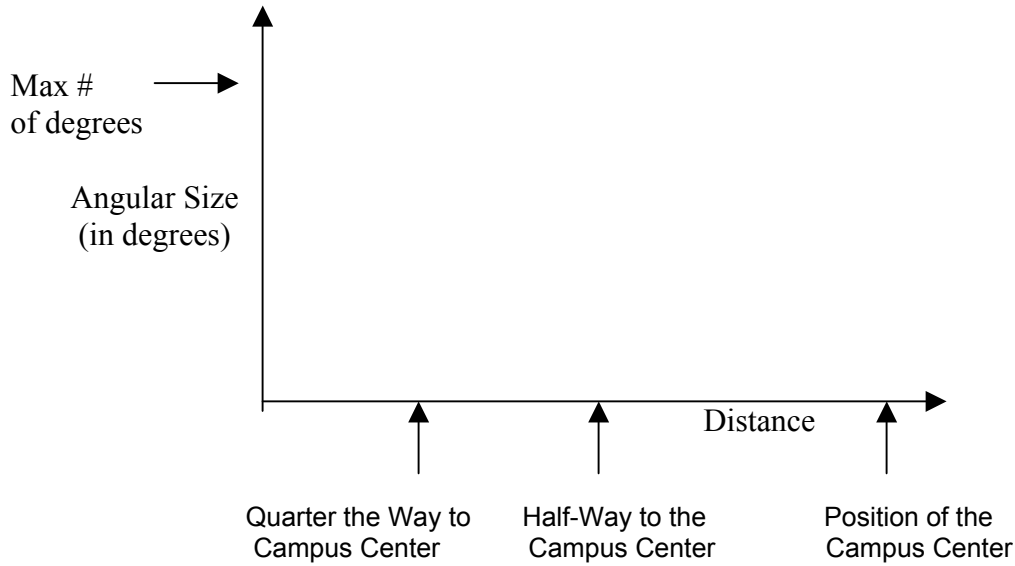 Max #
of degrees
Angular Size
(in degrees)
Distance
Quarter the Way to
Campus Center
Half-Way to the
Campus Center
Position of the
Campus Center